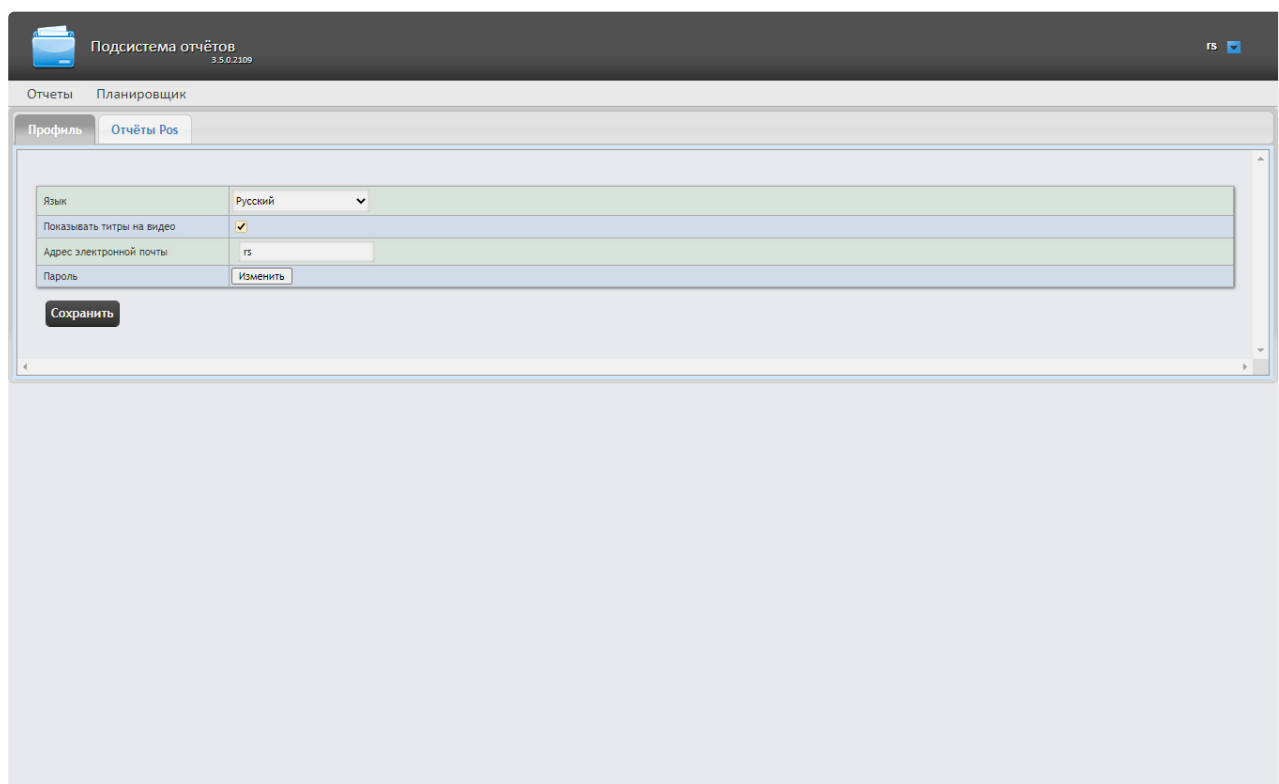 Подсистема отчётов
3.5.0.2109
rs
Отчеты Планировщик
Профиль Отчёты Pos
Язык Русский
Показывать титры на видео
Адрес электронной почты rs
Пароль Изменить
Сохранить